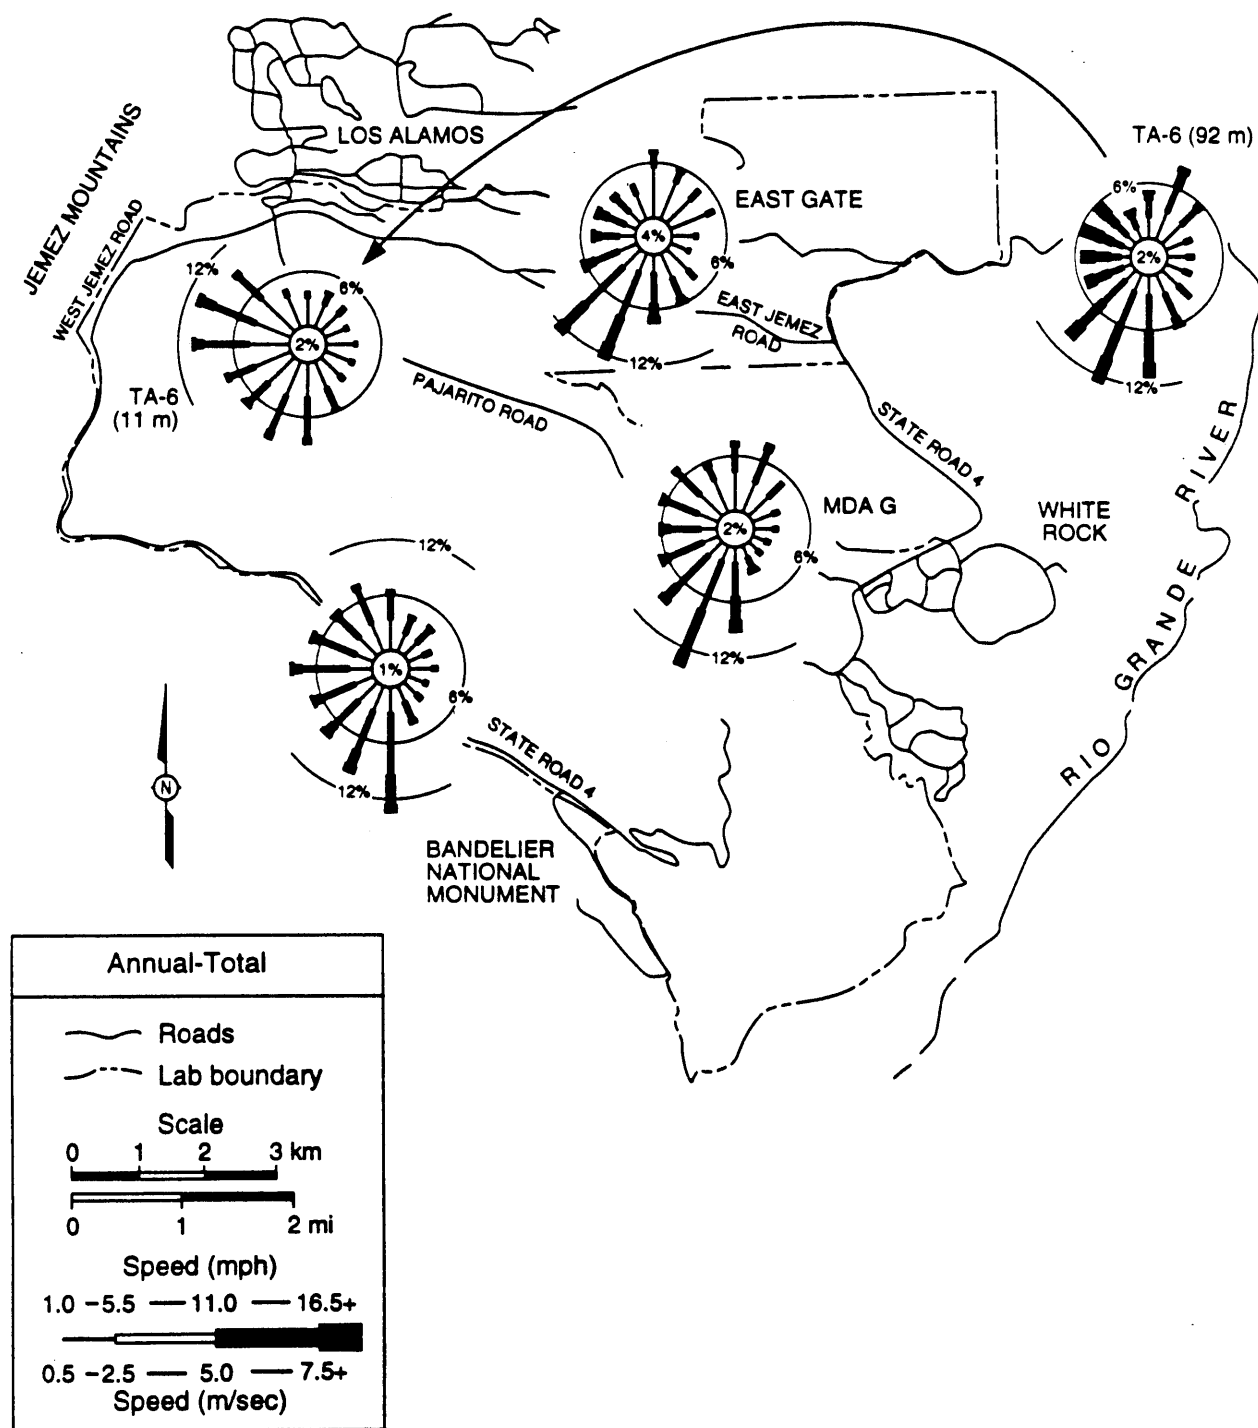 LOS ALAMOS
JEMEZ MOUNTAINS
WEST JEMEZ ROAD
TA-6 (92 m)
EAST GATE
6%
2%
12%
4%
6%
12%
EAST JEMEZ
ROAD
12%
6%
2%
TA-6
(11 m)
PAJARITO ROAD
STATE ROAD 4
MDA G
2%
6%
12%
WHITE
ROCK
RIO GRANDE RIVER
12%
1%
6%
12%
STATE ROAD 4
N
BANDELIER
NATIONAL
MONUMENT
Annual-Total
Roads
Lab boundary
Scale
0 1 2 3 km
0 1 2 mi
Speed (mph)
1.0 –5.5 — 11.0 — 16.5+
0.5 –2.5 — 5.0 — 7.5+
Speed (m/sec)